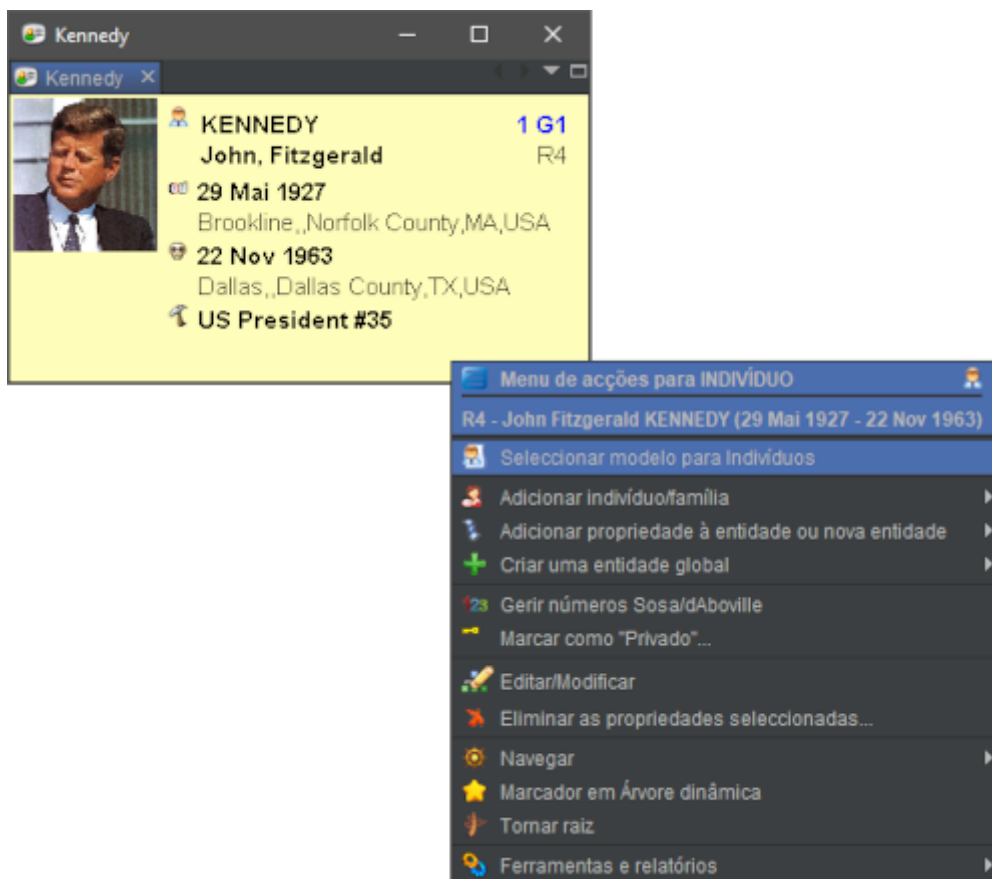 Kennedy
Kennedy
KENNEDY 1 G1
John, Fitzgerald R4
29 Mai 1927
Brookline,,Norfolk County,MA,USA
22 Nov 1963
Dallas,,Dallas County,TX,USA
US President #35
Menu de acções para INDIVÍDUO
R4 - John Fitzgerald KENNEDY (29 Mai 1927 - 22 Nov 1963)
Seleccionar modelo para Indivíduos
Adicionar indivíduo/família
Adicionar propriedade à entidade ou nova entidade
Criar uma entidade global
123 Gerir números Sosa/dAboville
Marcar como "Privado"...
Editar/Modificar
Eliminar as propriedades seleccionadas...
Navegar
Marcador em Árvore dinâmica
Tornar raiz
Ferramentas e relatórios